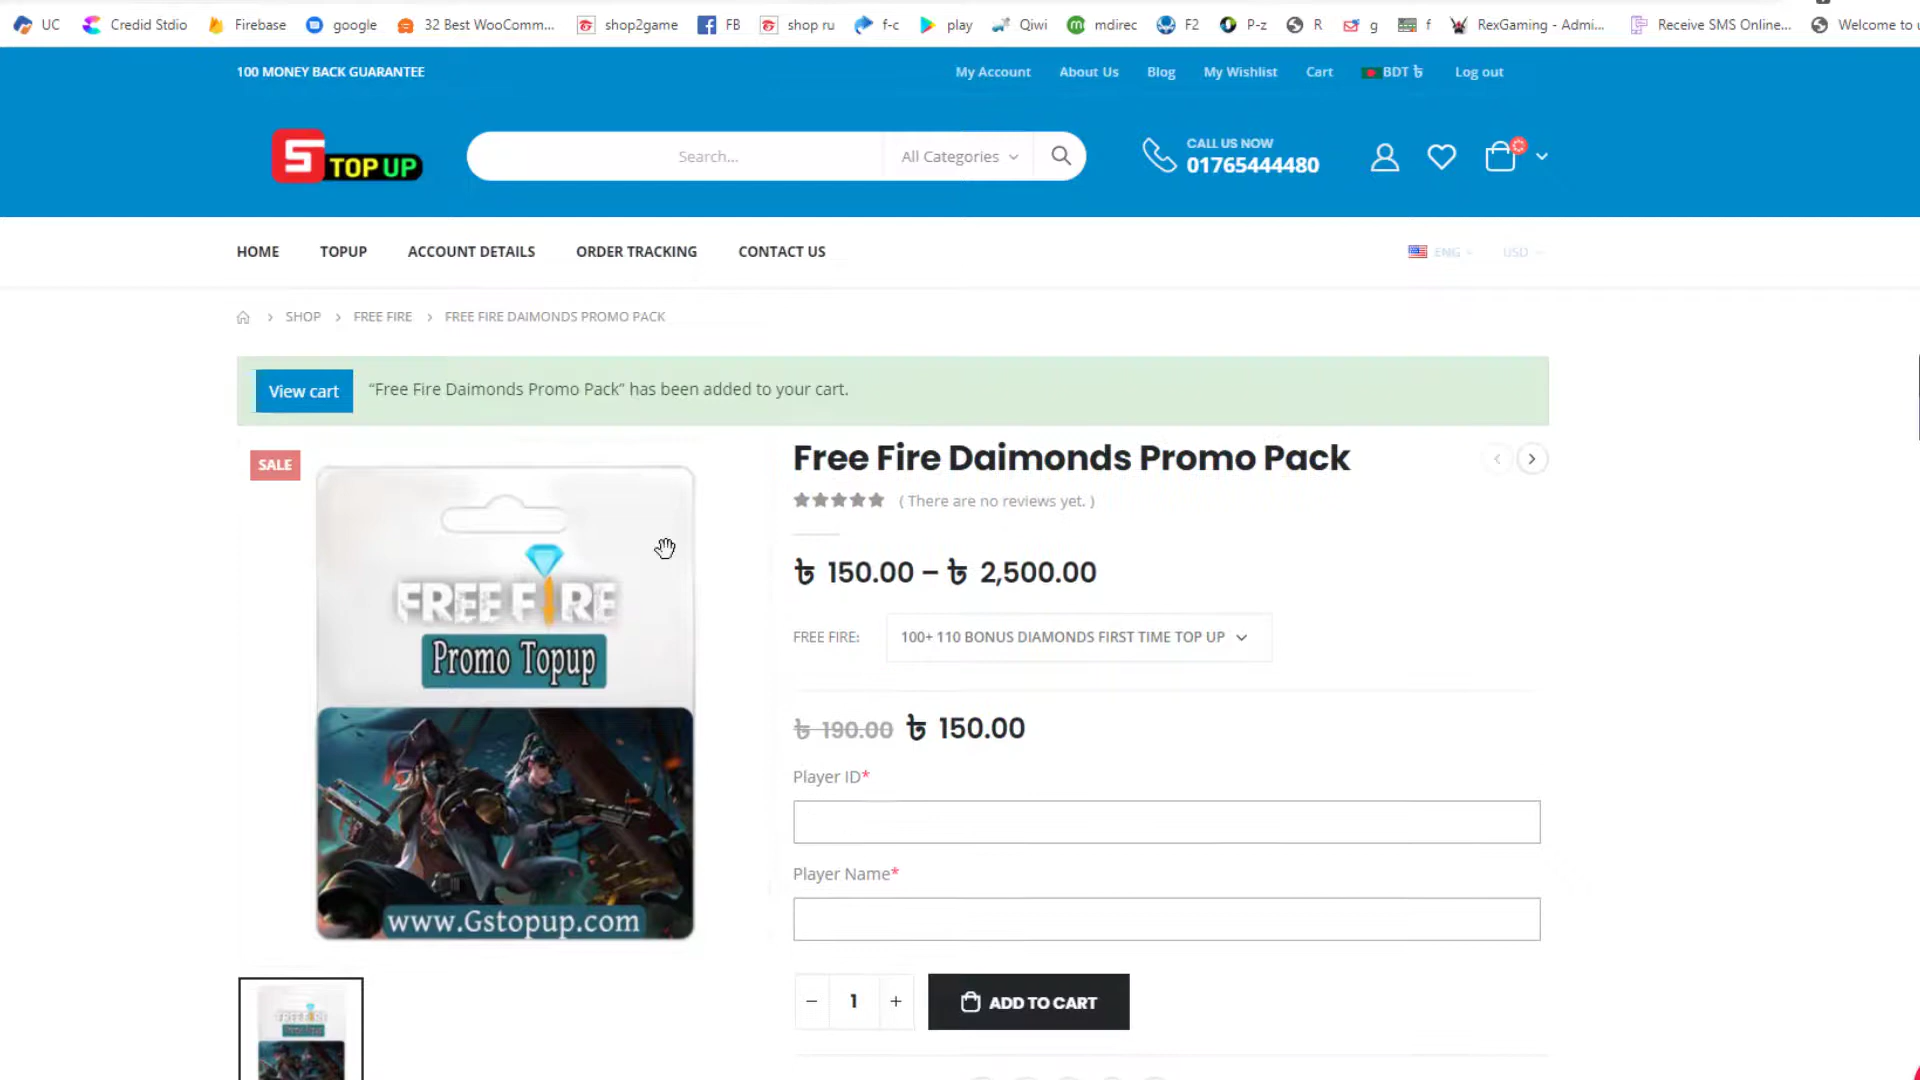 UC Credid Stdio Firebase google 32 Best WooComm... shop2game FB shop ru f-c play Qiwi mdirec F2 P-z R g f RexGaming - Admi... Receive SMS Online... Welcome to u
100 MONEY BACK GUARANTEE My Account About Us Blog My Wishlist Cart BDT ৳ Log out
G TOP UP Search... All Categories CALL US NOW
01765444480
HOME TOPUP ACCOUNT DETAILS ORDER TRACKING CONTACT US ENG USD
SHOP > FREE FIRE > FREE FIRE DAIMONDS PROMO PACK
View cart “Free Fire Daimonds Promo Pack” has been added to your cart.
SALE
FREE FIRE
Promo Topup
www.Gstopup.com
Free Fire Daimonds Promo Pack
( There are no reviews yet. )
৳ 150.00 – ৳ 2,500.00
FREE FIRE: 100+ 110 BONUS DIAMONDS FIRST TIME TOP UP
৳ 190.00 ৳ 150.00
Player ID*
Player Name*
− 1 + ADD TO CART
FREE FIRE
Promo Topup